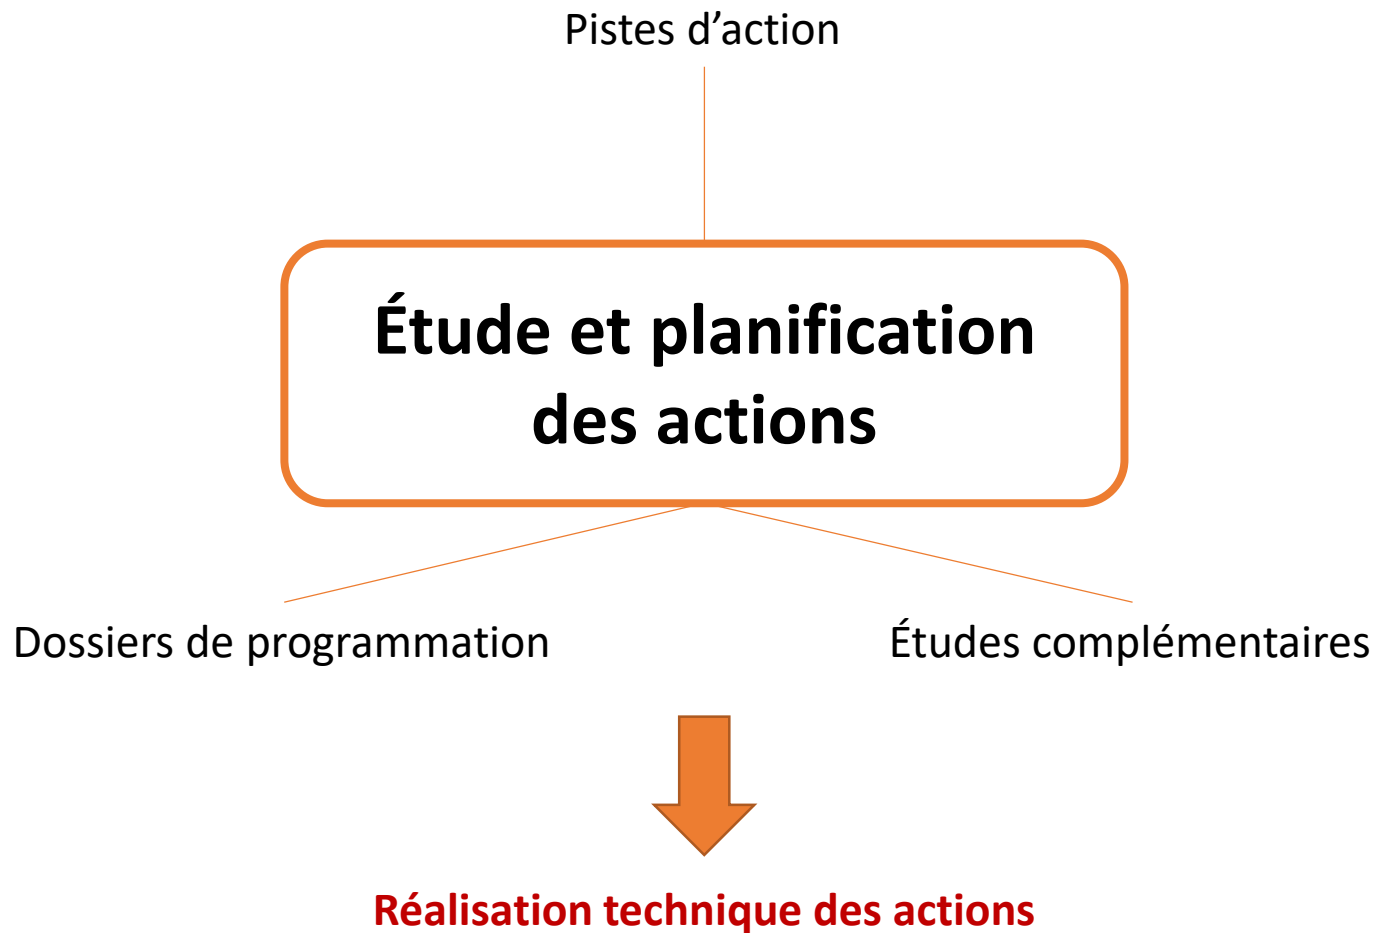 Pistes d’action
Étude et planification
des actions
Dossiers de programmation
Études complémentaires
Réalisation technique des actions